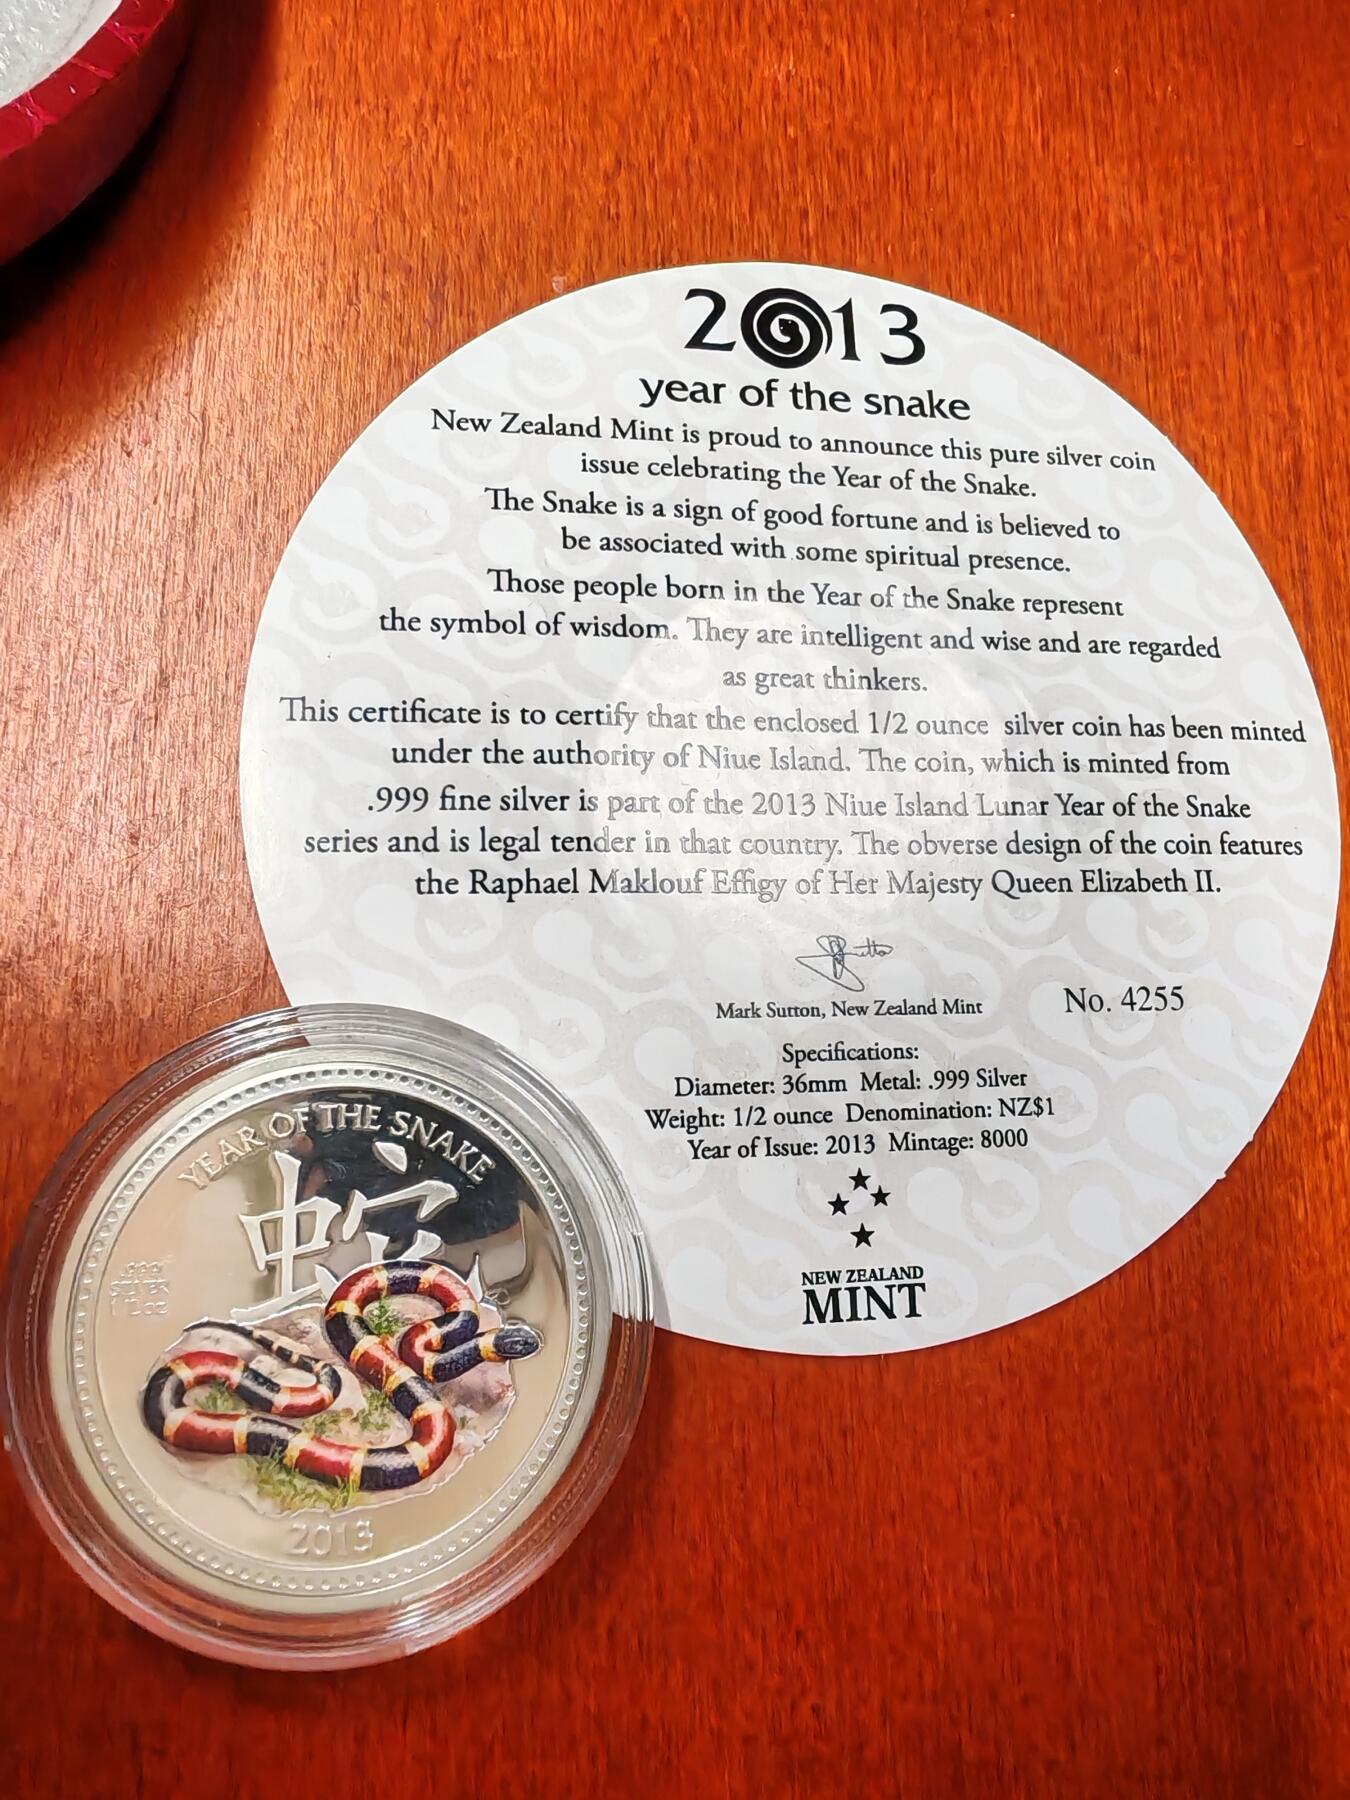 2013
year of the snake
New Zealand Mint is proud to announce this pure silver coin
issue celebrating the Year of the Snake.
The Snake is a sign of good fortune and is believed to
be associated with some spiritual presence.
Those people born in the Year of the Snake represent
the symbol of wisdom. They are intelligent and wise and are regarded
as great thinkers.
This certificate is to certify that the enclosed 1/2 ounce silver coin has been minted
under the authority of Niue Island. The coin, which is minted from
.999 fine silver is part of the 2013 Niue Island Lunar Year of the Snake
series and is legal tender in that country. The obverse design of the coin features
the Raphael Maklouf Effigy of Her Majesty Queen Elizabeth II.
Mark Sutton, New Zealand Mint
No. 4255
Specifications:
Diameter: 36mm Metal: .999 Silver
Weight: 1/2 ounce Denomination: NZ$1
Year of Issue: 2013 Mintage: 8000
NEW ZEALAND
MINT
YEAR OF THE SNAKE
蛇
.999
SILVER
1/2oz
2013